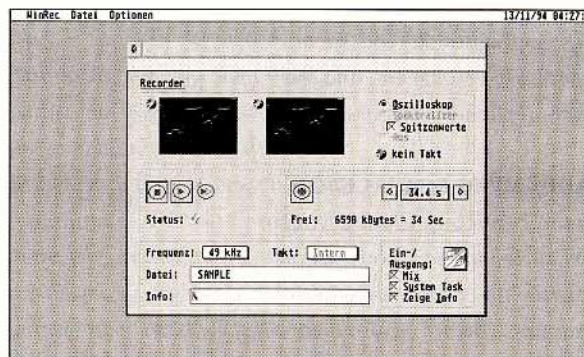 WinRec Datei Optionen 13/11/94 04:27:
Recorder
Oszilloskop
Spektralizer
Spitzenwerte
Aus
kein Takt
34.4 s
Status: Frei: 6598 kBytes = 34 Sec
Frequenz: 49 kHz Takt: Intern
Ein-/
Ausgang:
Datei: SAMPLE
Mix
System Task
Info:
Zeige Info